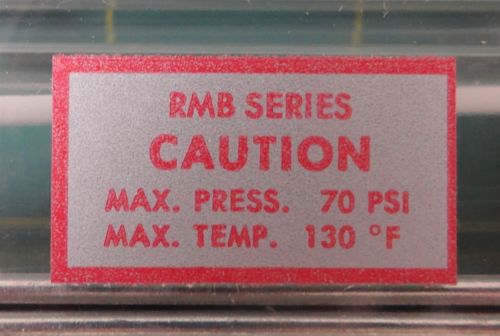 RMB SERIES
CAUTION
MAX. PRESS. 70 PSI
MAX. TEMP. 130 °F